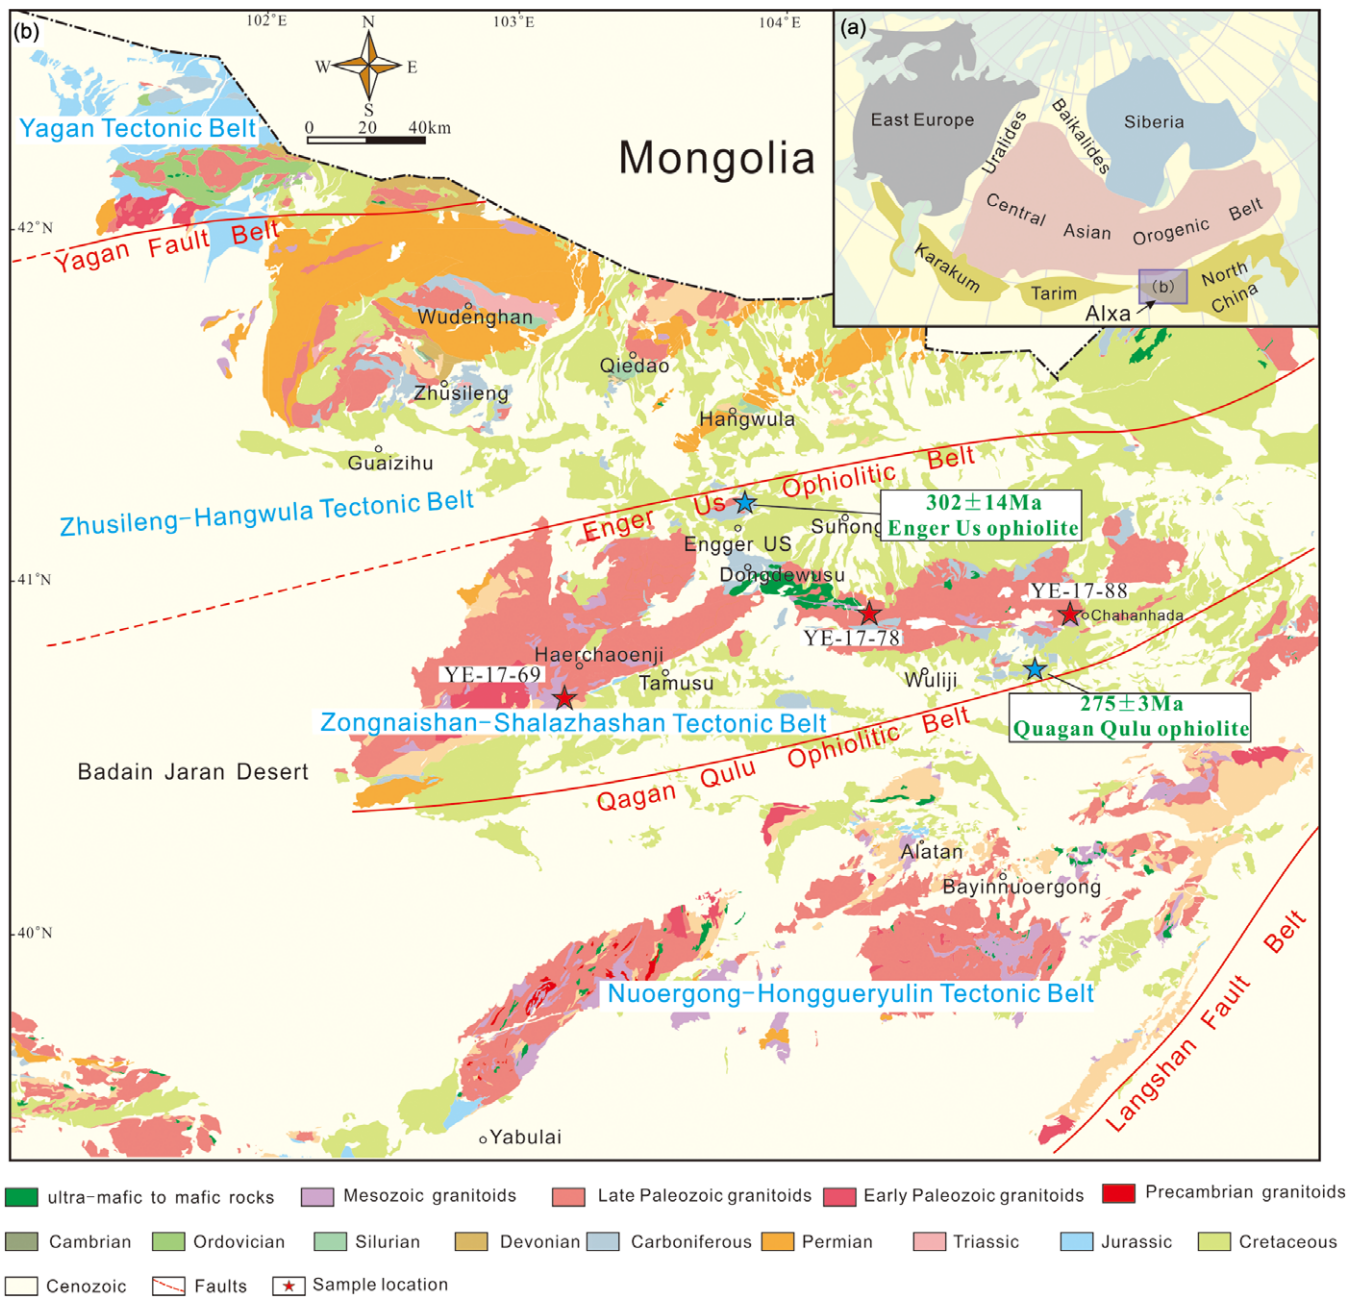 (b)
102°E
103°E
104°E
N
W
E
S
0
20
40km
Yagan Tectonic Belt
Mongolia
42°N
Yagan Fault Belt
(a)
East Europe
Uralides
Baikalides
Siberia
Central Asian Orogenic Belt
Karakum
Tarim
(b)
North China
Alxa
Wudenghan
Qiedao
Zhusileng
Hangwula
Guaizihu
Zhusileng-Hangwula Tectonic Belt
Enger Us Ophiolitic Belt
302±14Ma
Enger Us ophiolite
Suhong
Engger US
41°N
Dongdewusu
YE-17-88
Chahanhada
YE-17-78
Haerchaoenji
YE-17-69
Tamusu
Wuliji
275±3Ma
Quagan Qulu ophiolite
Zongnaishan-Shalazhashan Tectonic Belt
Qagan Qulu Ophiolitic Belt
Badain Jaran Desert
Alatan
Bayinnuoergong
40°N
Nuoergong-Honggueryulin Tectonic Belt
Langshan Fault Belt
Yabulai
ultra-mafic to mafic rocks
Mesozoic granitoids
Late Paleozoic granitoids
Early Paleozoic granitoids
Precambrian granitoids
Cambrian
Ordovician
Silurian
Devonian
Carboniferous
Permian
Triassic
Jurassic
Cretaceous
Cenozoic
Faults
Sample location